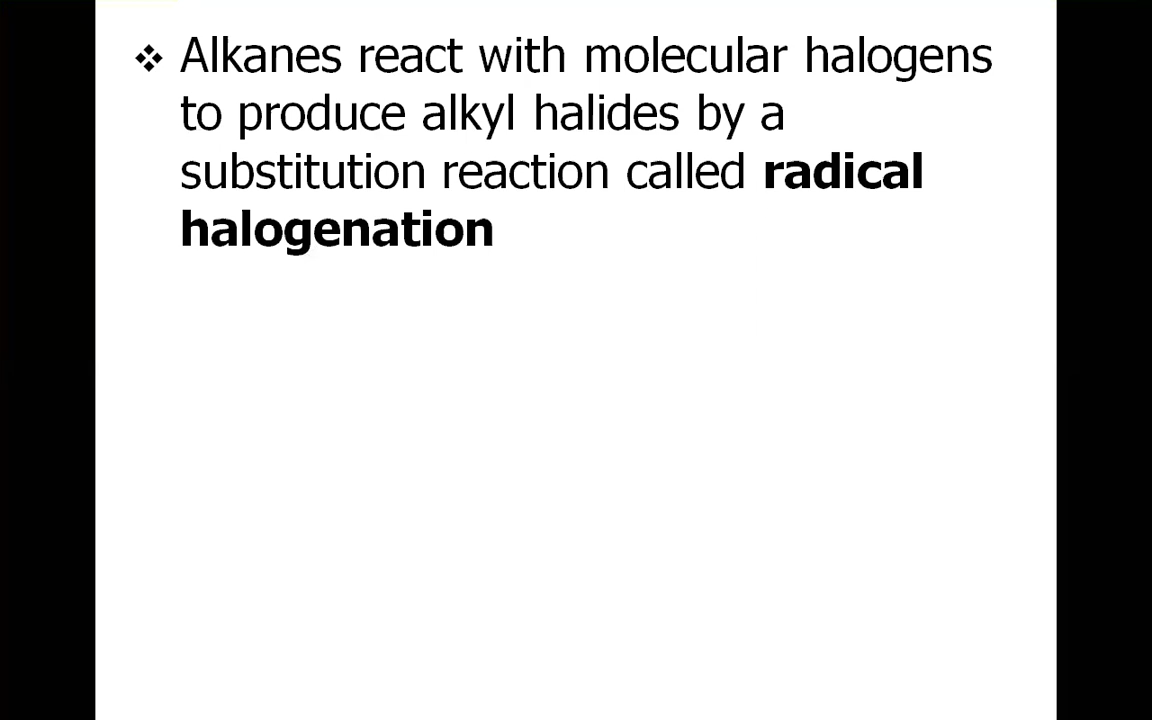 ❖ Alkanes react with molecular halogens
to produce alkyl halides by a
substitution reaction called radical
halogenation